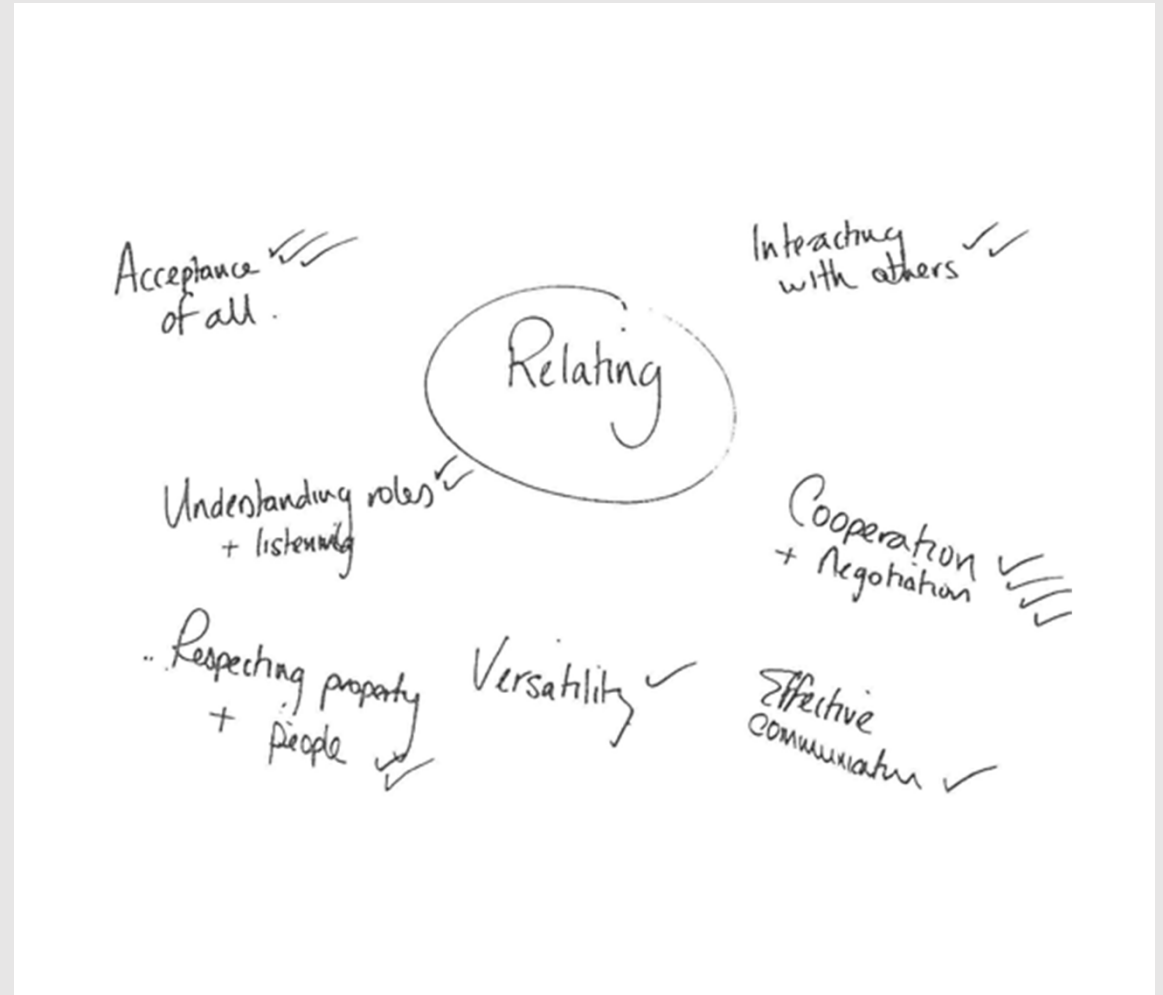 Acceptance ✓✓✓
of all.
Interacting ✓✓
with others
Relating
Understanding roles ✓✓
+ listening
Cooperation ✓✓✓✓
+ Negotiation
Respecting property
+ people ✓✓
Versatility ✓
Effective
communication ✓